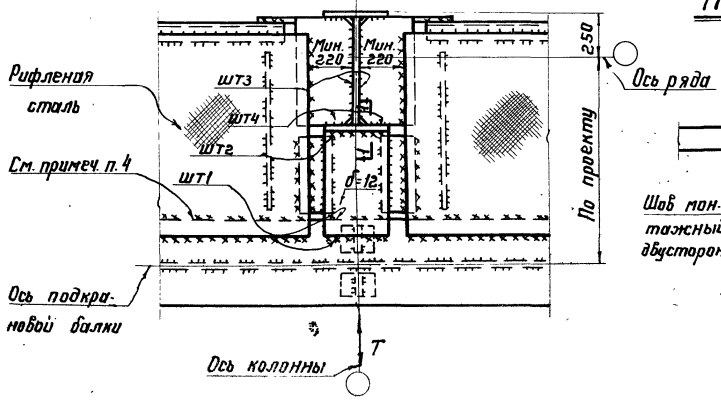 Мин.
220
Мин.
220
250
Рифленая
сталь
шт3
шт4
шт2
шт1
δ=12
См. примеч. п. 4
Ось ряда
По проекту
Шов мон-
тажный
двусторон
Ось подкра-
новой балки
Т
Ось колонны